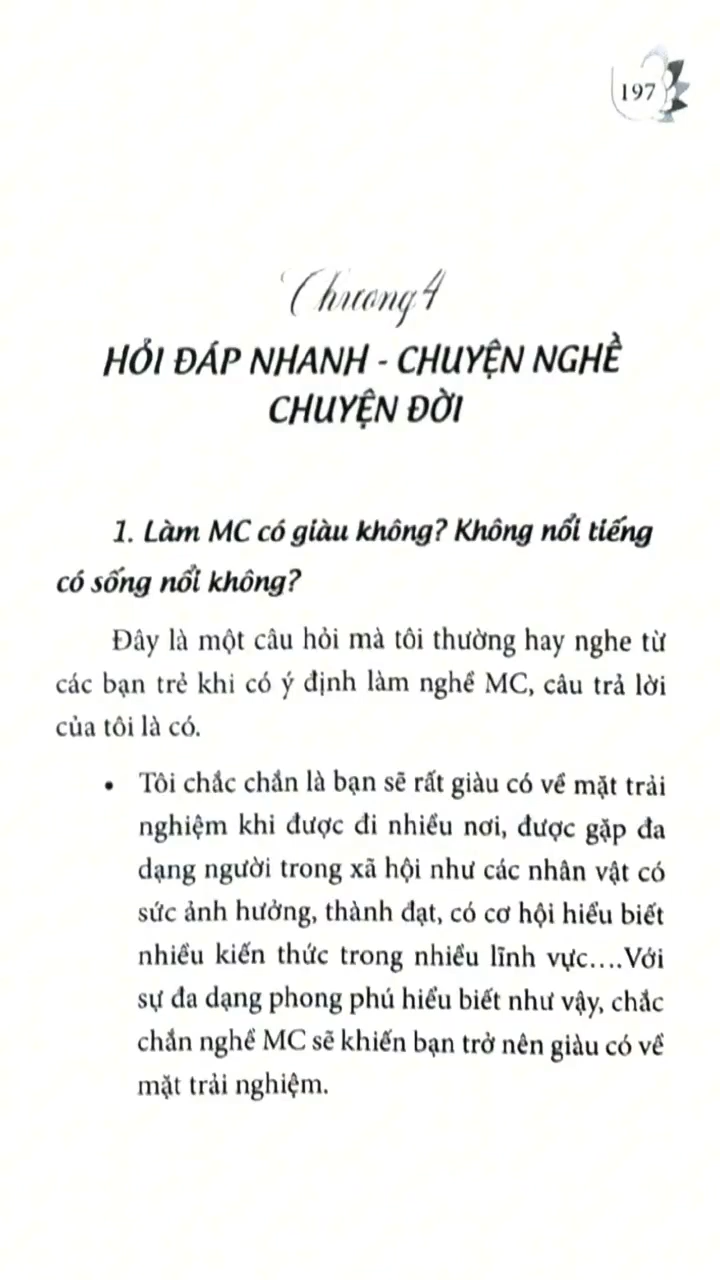 197
Chương 4
HỎI ĐÁP NHANH - CHUYỆN NGHỀ
CHUYỆN ĐỜI
1. Làm MC có giàu không? Không nổi tiếng
có sống nổi không?
Đây là một câu hỏi mà tôi thường hay nghe từ
các bạn trẻ khi có ý định làm nghề MC, câu trả lời
của tôi là có.
• Tôi chắc chắn là bạn sẽ rất giàu có về mặt trải
nghiệm khi được đi nhiều nơi, được gặp đa
dạng người trong xã hội như các nhân vật có
sức ảnh hưởng, thành đạt, có cơ hội hiểu biết
nhiều kiến thức trong nhiều lĩnh vực....Với
sự đa dạng phong phú hiểu biết như vậy, chắc
chắn nghề MC sẽ khiến bạn trở nên giàu có về
mặt trải nghiệm.